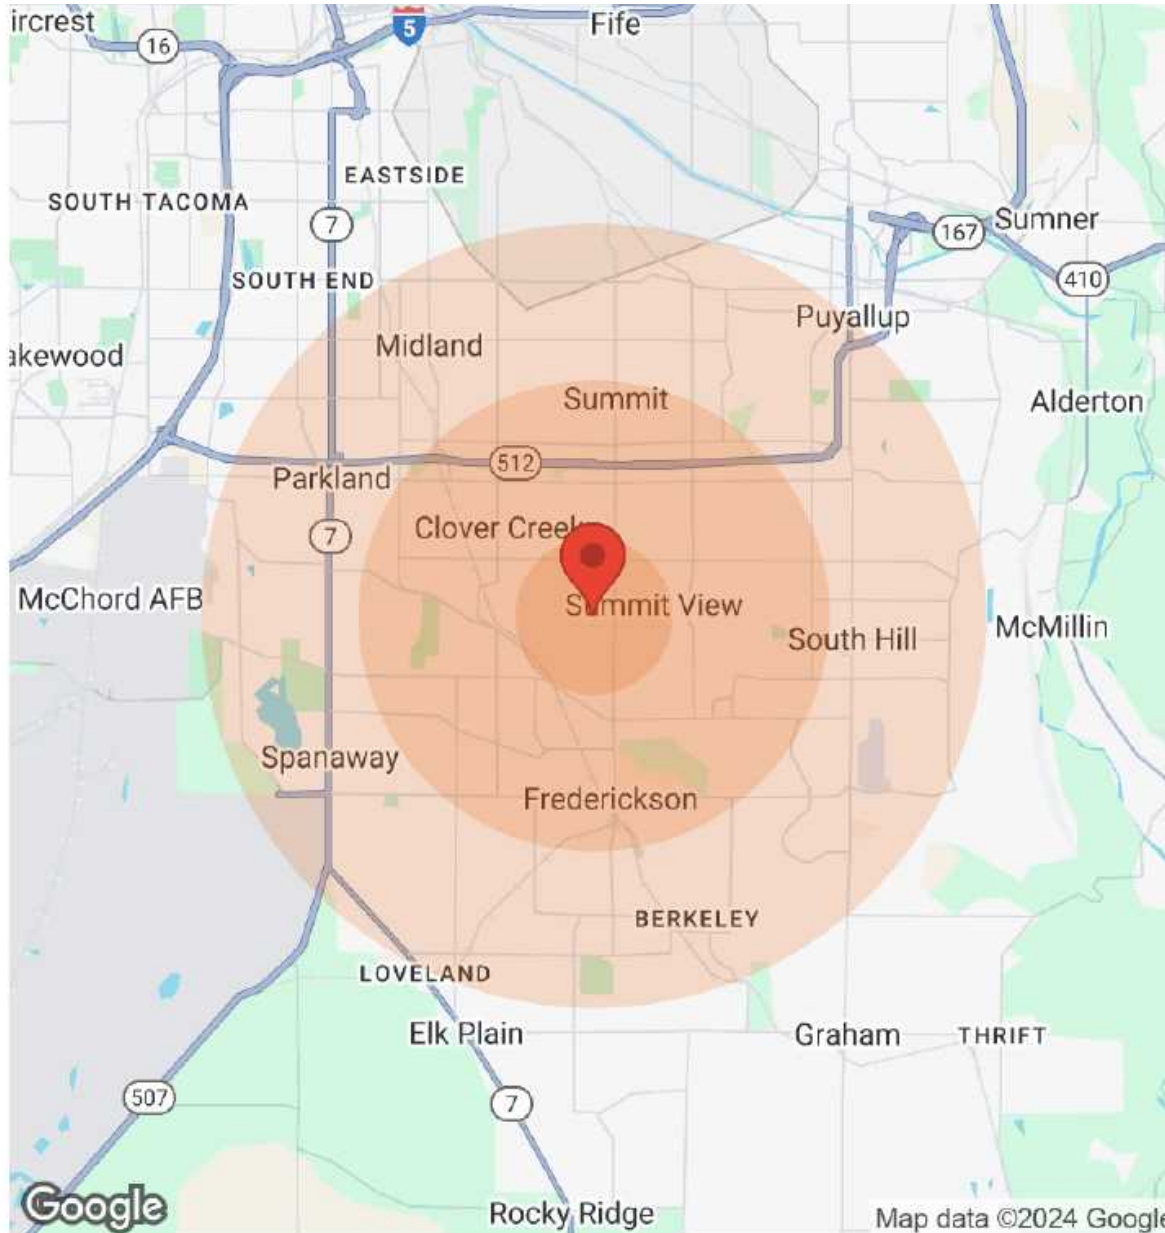 ircrest
16
5
Fife
EASTSIDE
SOUTH TACOMA
7
Sumner
167
SOUTH END
410
Puyallup
Midland
akewood
Summit
Alderton
512
Parkland
Clover Creek
7
McChord AFB
Summit View
McMillin
South Hill
Spanaway
Frederickson
BERKELEY
LOVELAND
Elk Plain
Graham
THRIFT
507
7
Google
Rocky Ridge
Map data ©2024 Google